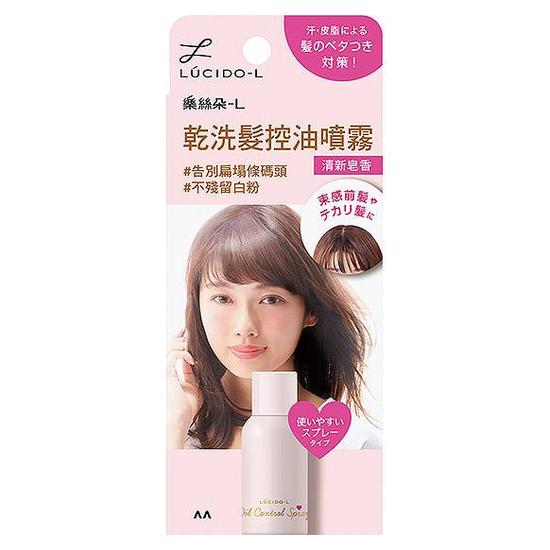 LÚCIDO-L
樂絲朵-L
汗・皮脂による
髪のベタつき
対策！
乾洗髮控油噴霧
#告別扁塌條碼頭
#不殘留白粉
清新皂香
束感前髪や
テカリ髪に
使いやすい
スプレー
タイプ
LÚCIDO-L
Oil Control Spray